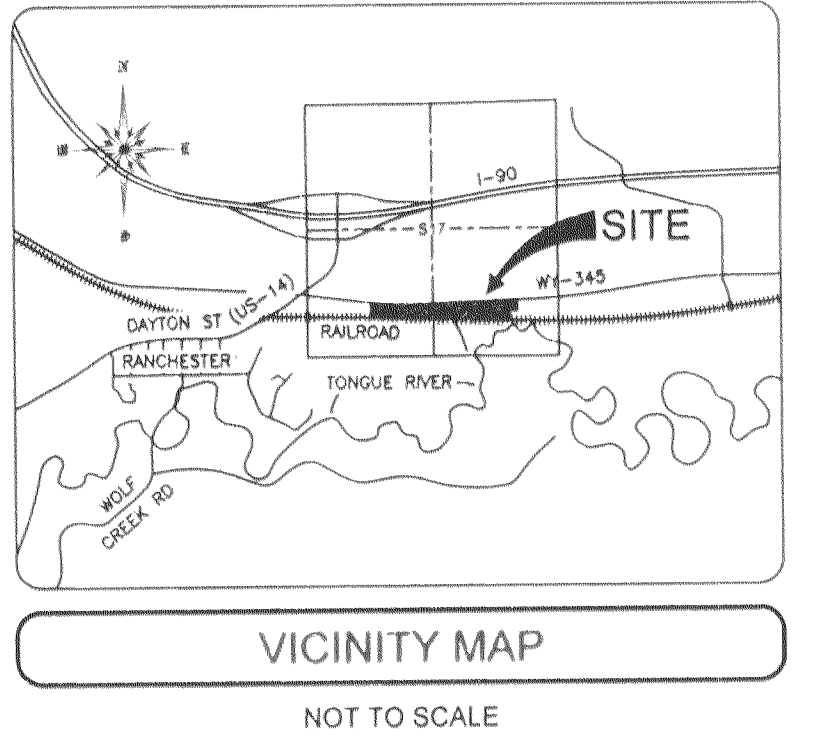 N
W E
S
I-90
S 17
SITE
WY-345
DAYTON ST (US-14)
RAILROAD
RANCHESTER
TONGUE RIVER
WOLF
CREEK RD
VICINITY MAP
NOT TO SCALE